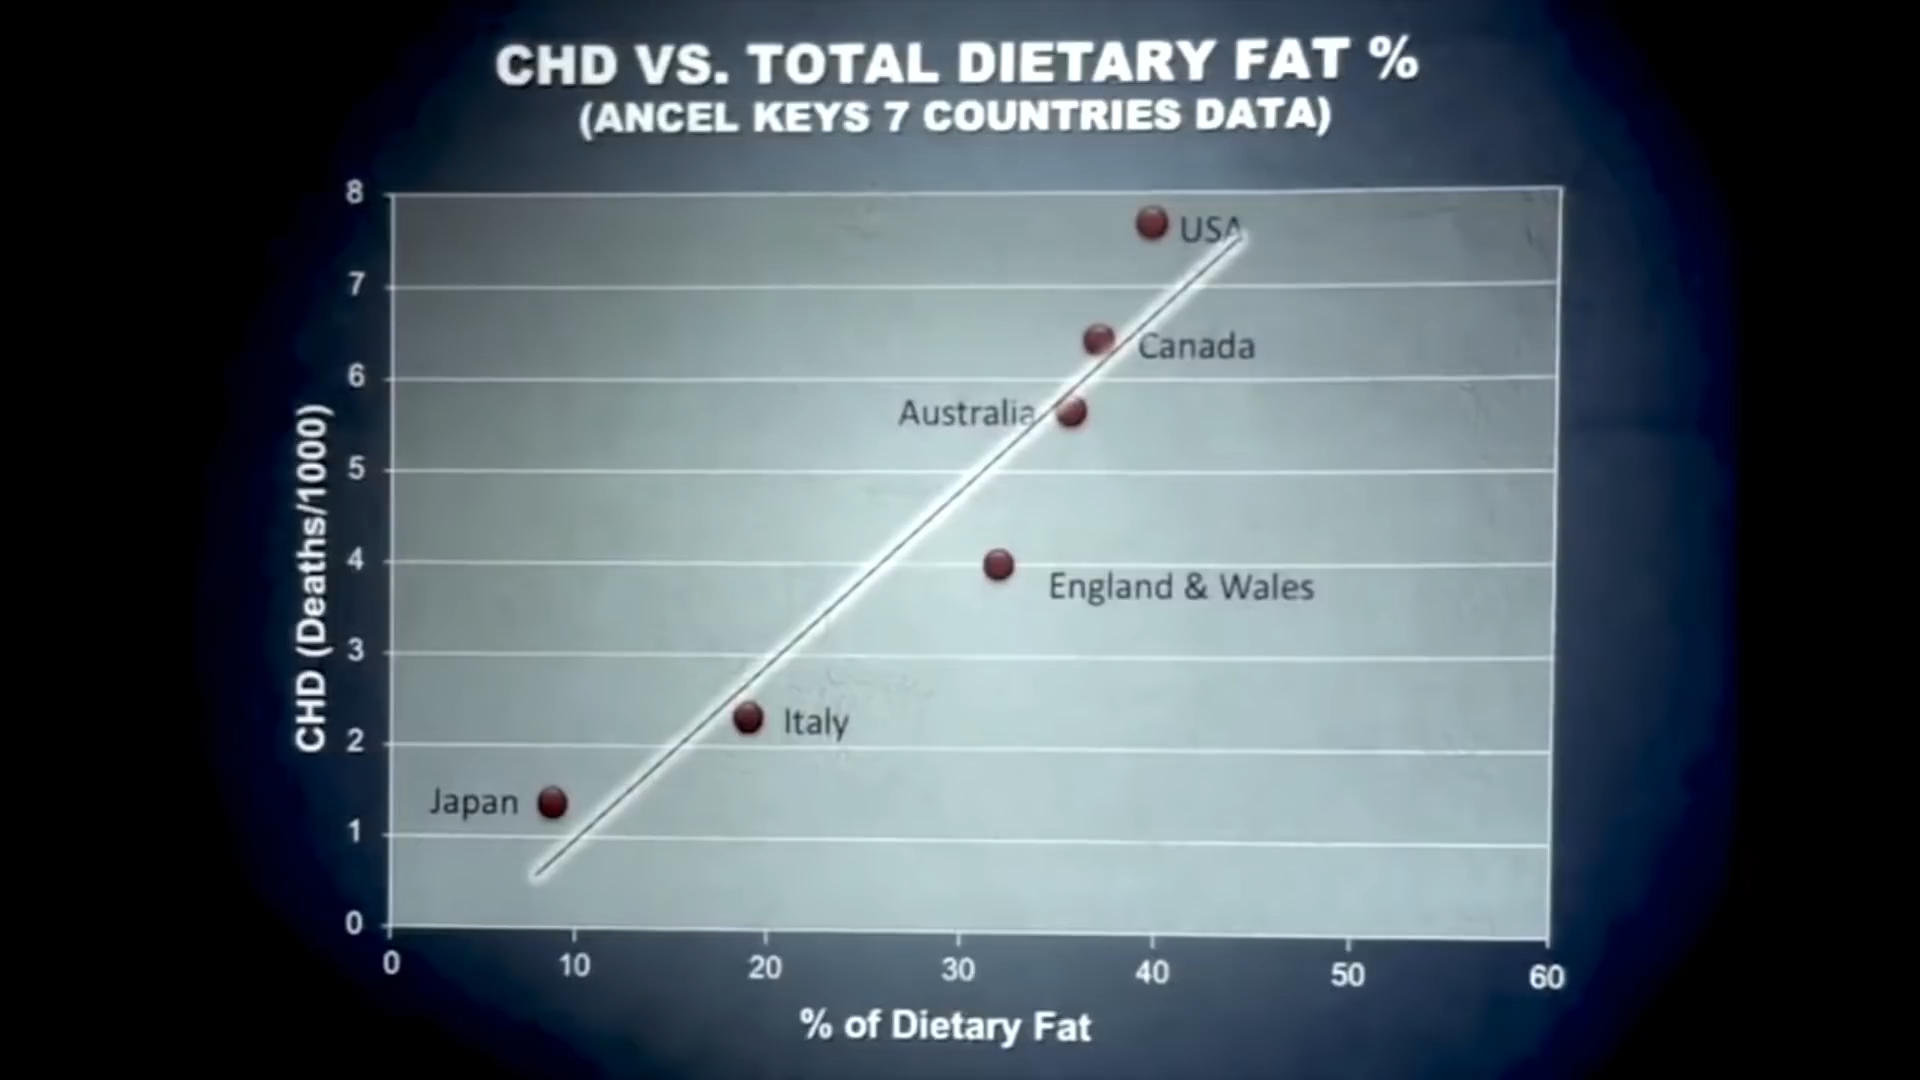 CHD VS. TOTAL DIETARY FAT %
(ANCEL KEYS 7 COUNTRIES DATA)
8
7
6
5
4
3
2
1
0
CHD (Deaths/1000)
USA
Canada
Australia
England & Wales
Italy
Japan
0 10 20 30 40 50 60
% of Dietary Fat